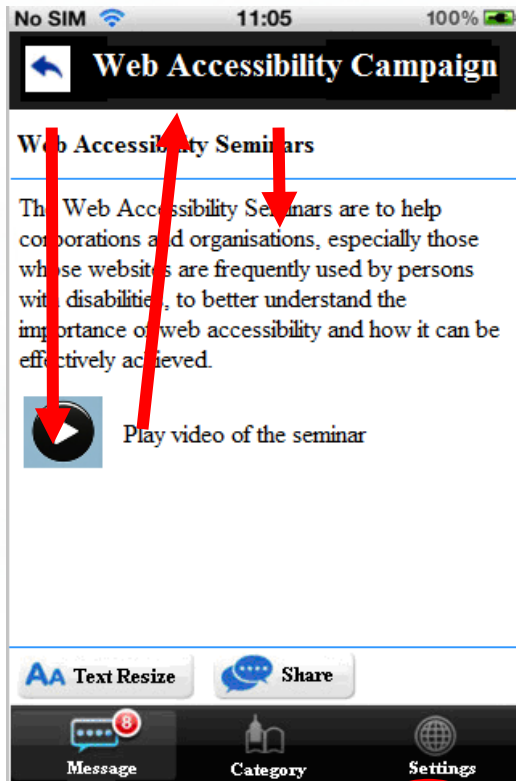 No SIM 11:05 100%
Web Accessibility Campaign
Web Accessibility Seminars
The Web Accessibility Seminars are to help
corporations and organisations, especially those
whose websites are frequently used by persons
with disabilities, to better understand the
importance of web accessibility and how it can be
effectively achieved.
Play video of the seminar
AA Text Resize Share
8
Message Category Settings